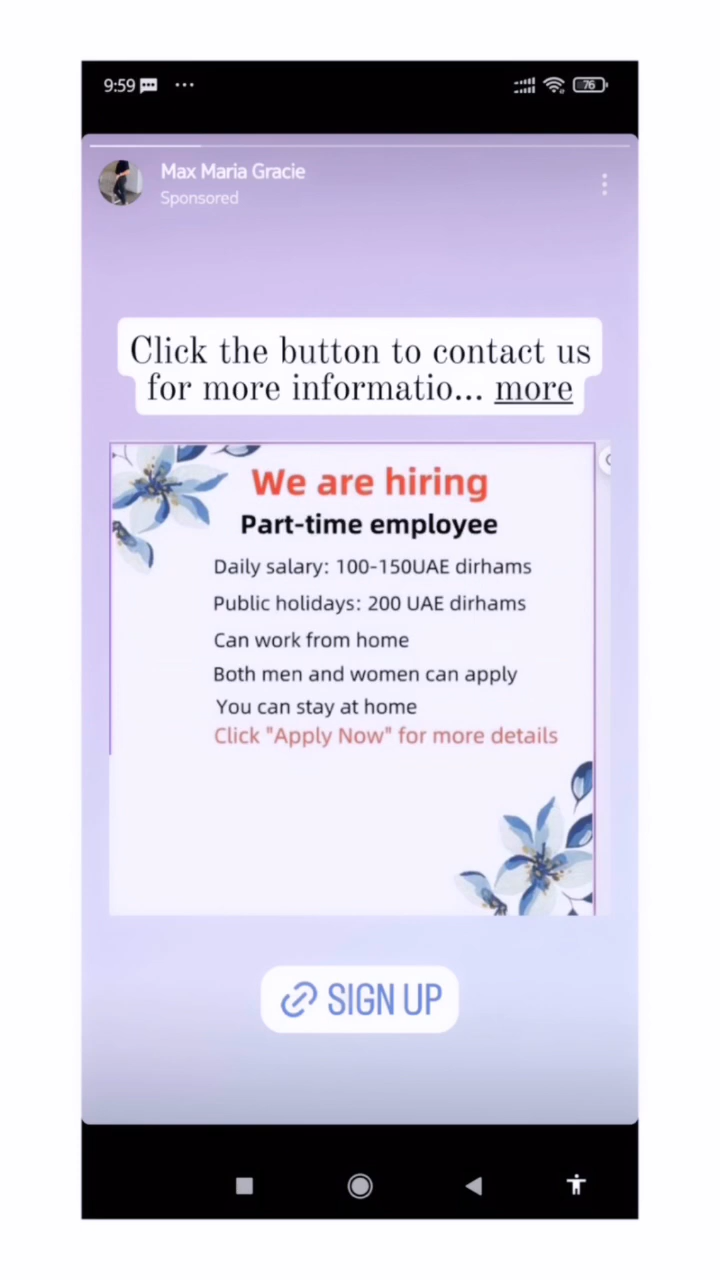 9:59
76
Max Maria Gracie
Sponsored
Click the button to contact us
for more informatio... more
We are hiring
Part-time employee
Daily salary: 100-150UAE dirhams
Public holidays: 200 UAE dirhams
Can work from home
Both men and women can apply
You can stay at home
Click "Apply Now" for more details
SIGN UP